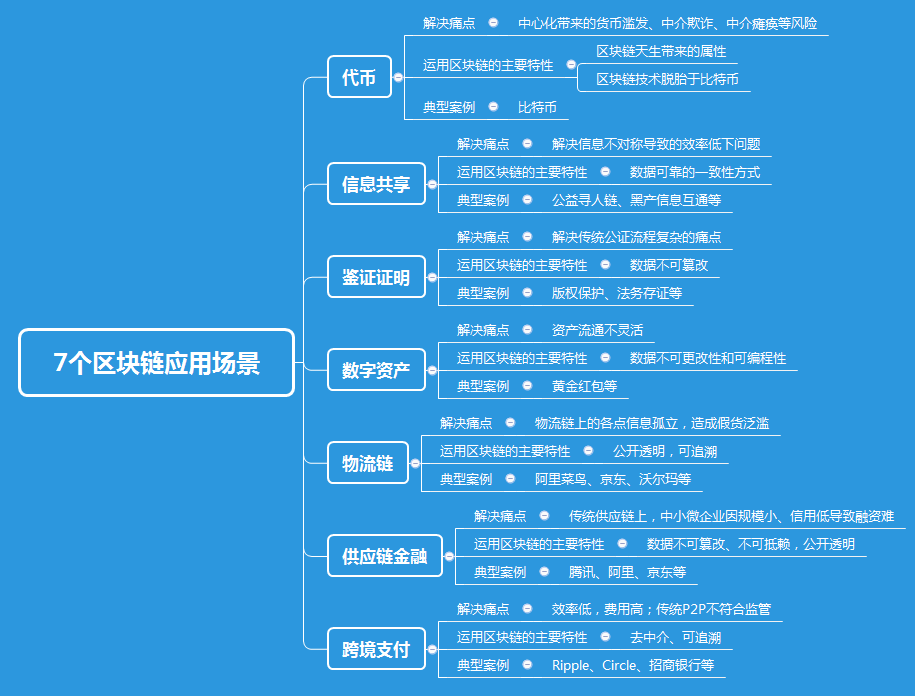 7个区块链应用场景
代币
解决痛点 中心化带来的货币滥发、中介欺诈、中介瘫痪等风险
运用区块链的主要特性
区块链天生带来的属性
区块链技术脱胎于比特币
典型案例 比特币
信息共享
解决痛点 解决信息不对称导致的效率低下问题
运用区块链的主要特性 数据可靠的一致性方式
典型案例 公益寻人链、黑产信息互通等
鉴证证明
解决痛点 解决传统公证流程复杂的痛点
运用区块链的主要特性 数据不可篡改
典型案例 版权保护、法务存证等
数字资产
解决痛点 资产流通不灵活
运用区块链的主要特性 数据不可更改性和可编程性
典型案例 黄金红包等
物流链
解决痛点 物流链上的各点信息孤立，造成假货泛滥
运用区块链的主要特性 公开透明，可追溯
典型案例 阿里菜鸟、京东、沃尔玛等
供应链金融
解决痛点 传统供应链上，中小微企业因规模小、信用低导致融资难
运用区块链的主要特性 数据不可篡改、不可抵赖，公开透明
典型案例 腾讯、阿里、京东等
跨境支付
解决痛点 效率低，费用高；传统P2P不符合监管
运用区块链的主要特性 去中介、可追溯
典型案例 Ripple、Circle、招商银行等